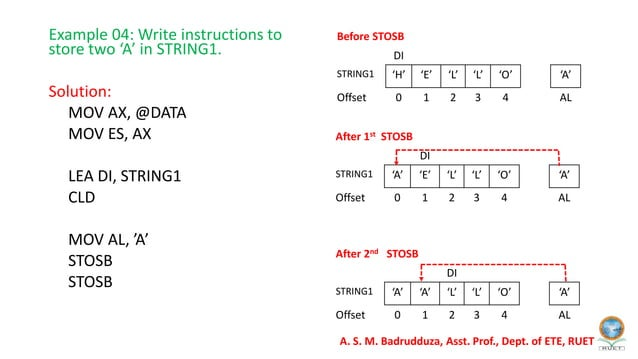 Example 04: Write instructions to
store two ‘A’ in STRING1.
Solution:
MOV AX, @DATA
MOV ES, AX
LEA DI, STRING1
CLD
MOV AL, ’A’
STOSB
STOSB
Before STOSB
DI
STRING1 ‘H’ ‘E’ ‘L’ ‘L’ ‘O’ ‘A’
Offset 0 1 2 3 4 AL
After 1st STOSB
DI
STRING1 ‘A’ ‘E’ ‘L’ ‘L’ ‘O’ ‘A’
Offset 0 1 2 3 4 AL
After 2nd STOSB
DI
STRING1 ‘A’ ‘A’ ‘L’ ‘L’ ‘O’ ‘A’
Offset 0 1 2 3 4 AL
A. S. M. Badrudduza, Asst. Prof., Dept. of ETE, RUET
RUET